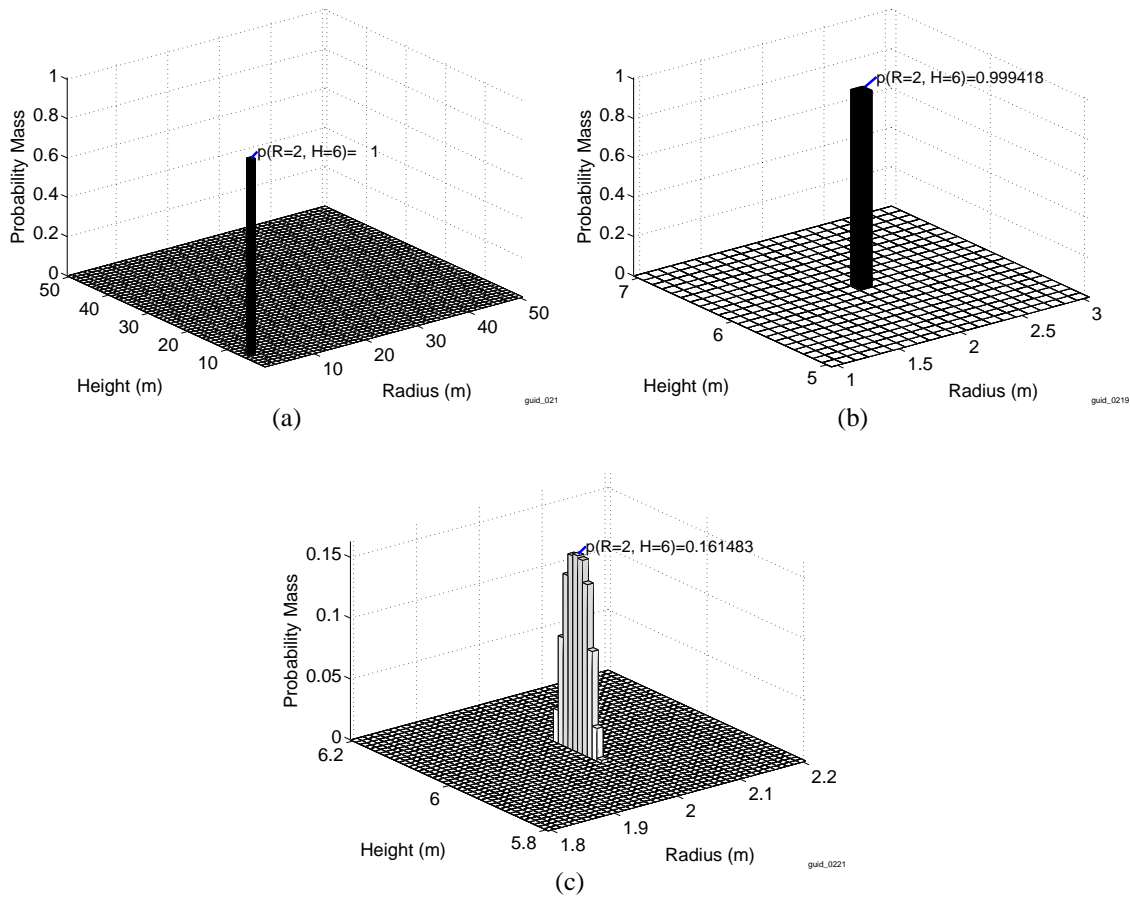 1
0.8
0.6
0.4
0.2
0
Probability Mass
p(R=2, H=6)= 1
50
40
30
20
10
Height (m)
10
20
30
40
50
Radius (m)
guid_021
(a)
1
0.8
0.6
0.4
0.2
0
Probability Mass
p(R=2, H=6)=0.999418
7
6
5
Height (m)
1
1.5
2
2.5
3
Radius (m)
guid_0219
(b)
0.15
0.1
0.05
0
Probability Mass
p(R=2, H=6)=0.161483
6.2
6
5.8
Height (m)
1.8
1.9
2
2.1
2.2
Radius (m)
guid_0221
(c)